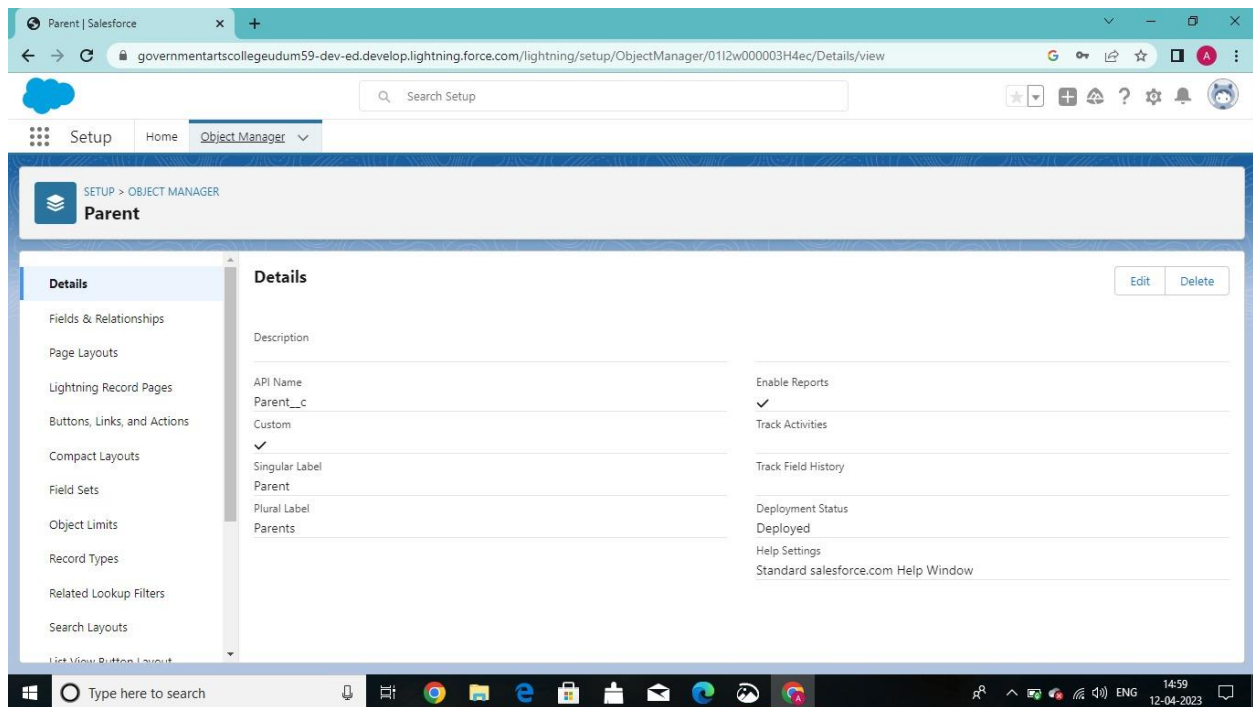 Parent | Salesforce
governmentartscollegeudum59-dev-ed.develop.lightning.force.com/lightning/setup/ObjectManager/01I2w000003H4ec/Details/view
A
Search Setup
Setup Home Object Manager
SETUP > OBJECT MANAGER
Parent
Details
Fields & Relationships
Page Layouts
Lightning Record Pages
Buttons, Links, and Actions
Compact Layouts
Field Sets
Object Limits
Record Types
Related Lookup Filters
Search Layouts
List View Button Layout
Details
Edit Delete
Description
API Name
Parent__c
Custom
Singular Label
Parent
Plural Label
Parents
Enable Reports
Track Activities
Track Field History
Deployment Status
Deployed
Help Settings
Standard salesforce.com Help Window
Type here to search
ENG
14:59
12-04-2023